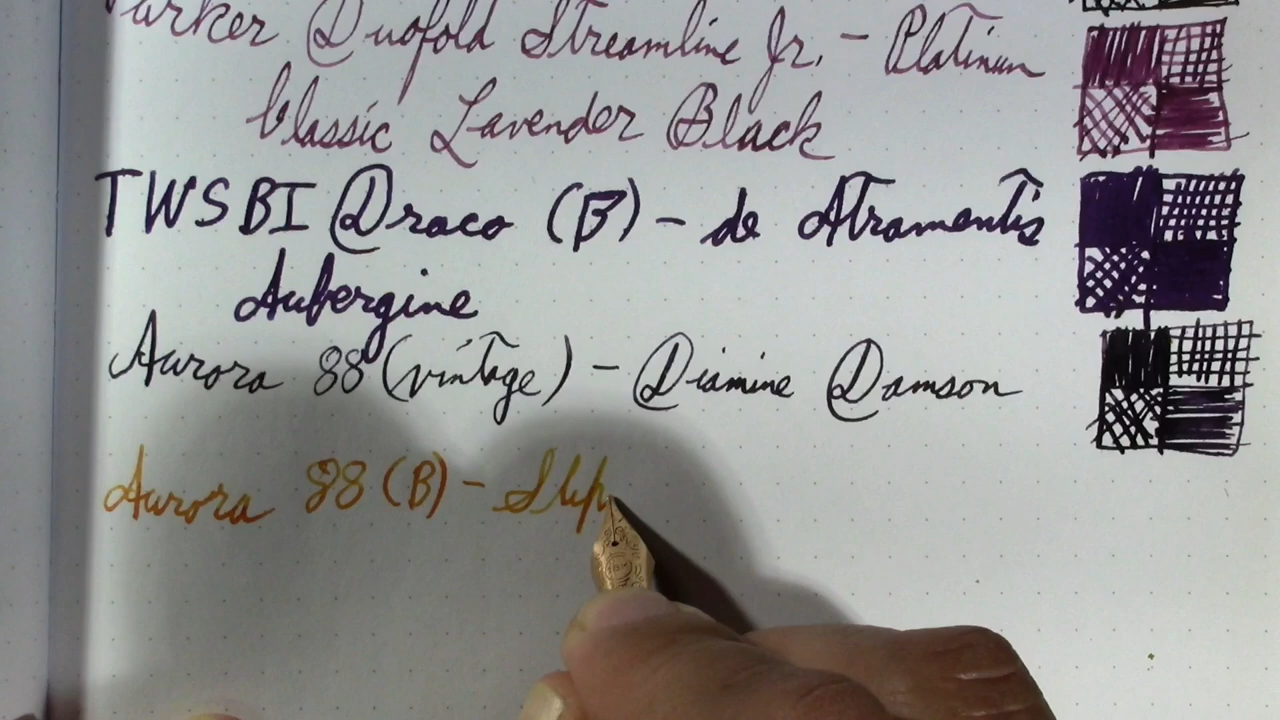 Parker Duofold Streamline Jr. - Platinum
Classic Lavender Black
TWSBI Draco (B) - de Atramentis
Aubergine
Aurora 88 (vintage) - Diamine Damson
Aurora 88 (B) -